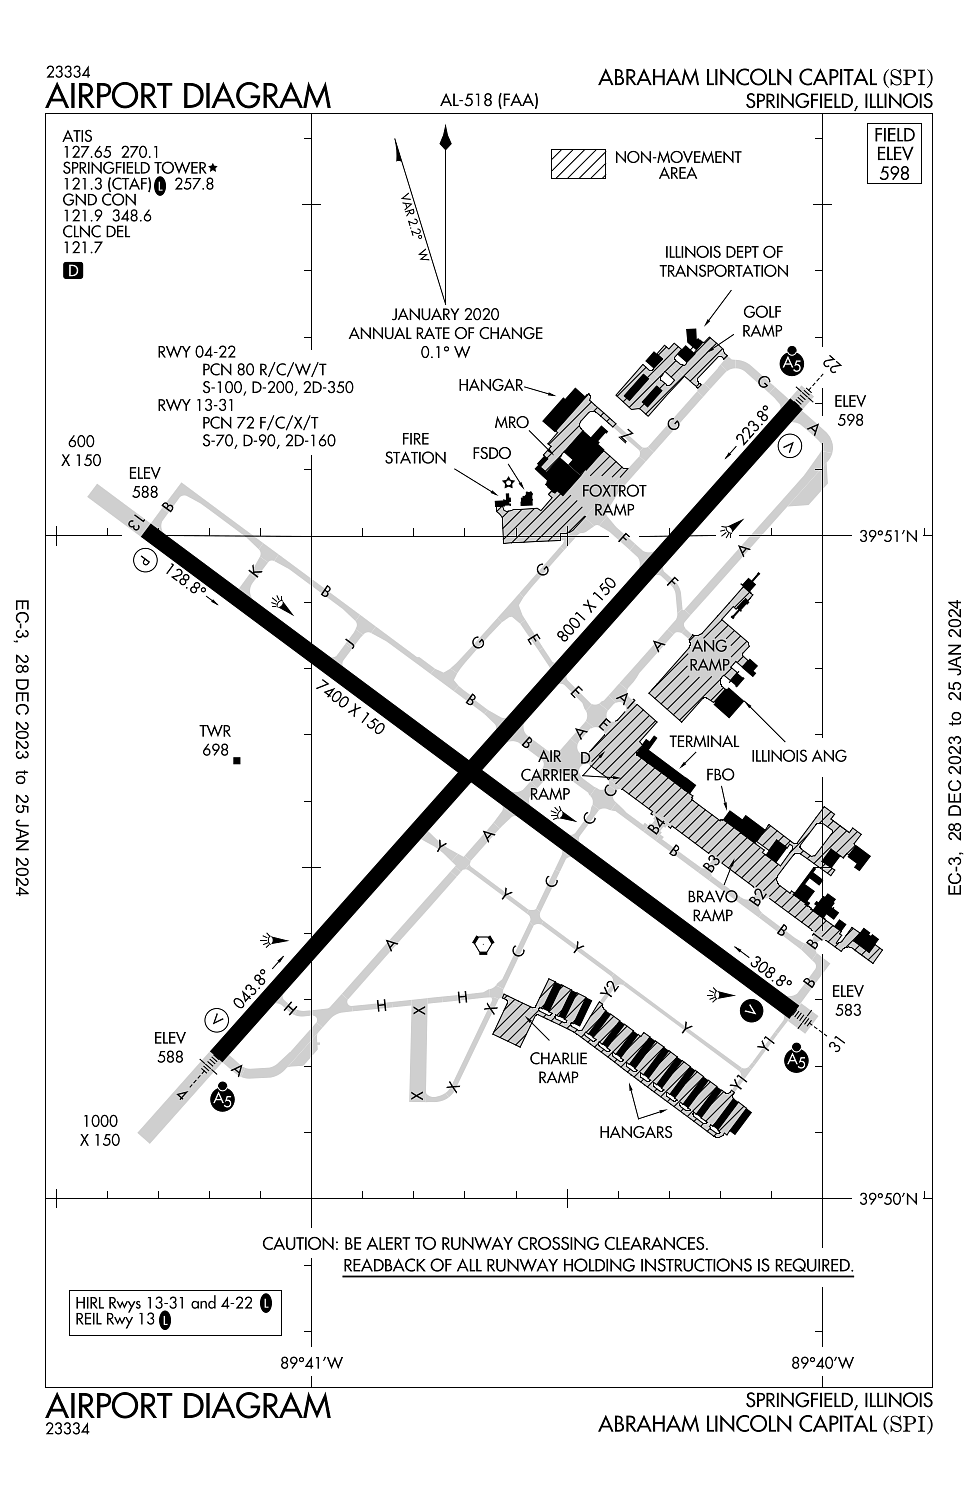 23334
AIRPORT DIAGRAM
AL-518 (FAA)
ABRAHAM LINCOLN CAPITAL (SPI)
SPRINGFIELD, ILLINOIS
ATIS
127.65 270.1
SPRINGFIELD TOWER★
121.3 (CTAF) L 257.8
GND CON
121.9 348.6
CLNC DEL
121.7
D
VAR 2.2° W
JANUARY 2020
ANNUAL RATE OF CHANGE
0.1° W
NON-MOVEMENT
AREA
FIELD
ELEV
598
RWY 04-22
PCN 80 R/C/W/T
S-100, D-200, 2D-350
RWY 13-31
PCN 72 F/C/X/T
S-70, D-90, 2D-160
ILLINOIS DEPT OF
TRANSPORTATION
GOLF
RAMP
A5
22
G
ELEV
598
A
V
223.8°
G
Z
HANGAR
MRO
FIRE
STATION
FSDO
FOXTROT
RAMP
600
X 150
ELEV
588
13
B
P
128.8°
K
B
J
G
G
F
F
E
E
E
A
A
A
A1
39°51'N
8001 X 150
7400 X 150
B
B
TWR
698
ANG
RAMP
ILLINOIS ANG
TERMINAL
FBO
AIR
CARRIER
RAMP
D
C
C
B4
B
B3
B2
BRAVO
RAMP
B
B1
B
A
Y
Y
C
C
Y
Y
Y2
Y1
Y1
A
H
H
H
X
X
X
X
043.8°
V
ELEV
588
A
4
A5
1000
X 150
308.8°
V
ELEV
583
31
A5
CHARLIE
RAMP
HANGARS
39°50'N
CAUTION: BE ALERT TO RUNWAY CROSSING CLEARANCES.
READBACK OF ALL RUNWAY HOLDING INSTRUCTIONS IS REQUIRED.
HIRL Rwys 13-31 and 4-22 L
REIL Rwy 13 L
89°41'W
89°40'W
EC-3, 28 DEC 2023 to 25 JAN 2024
EC-3, 28 DEC 2023 to 25 JAN 2024
AIRPORT DIAGRAM
23334
SPRINGFIELD, ILLINOIS
ABRAHAM LINCOLN CAPITAL (SPI)